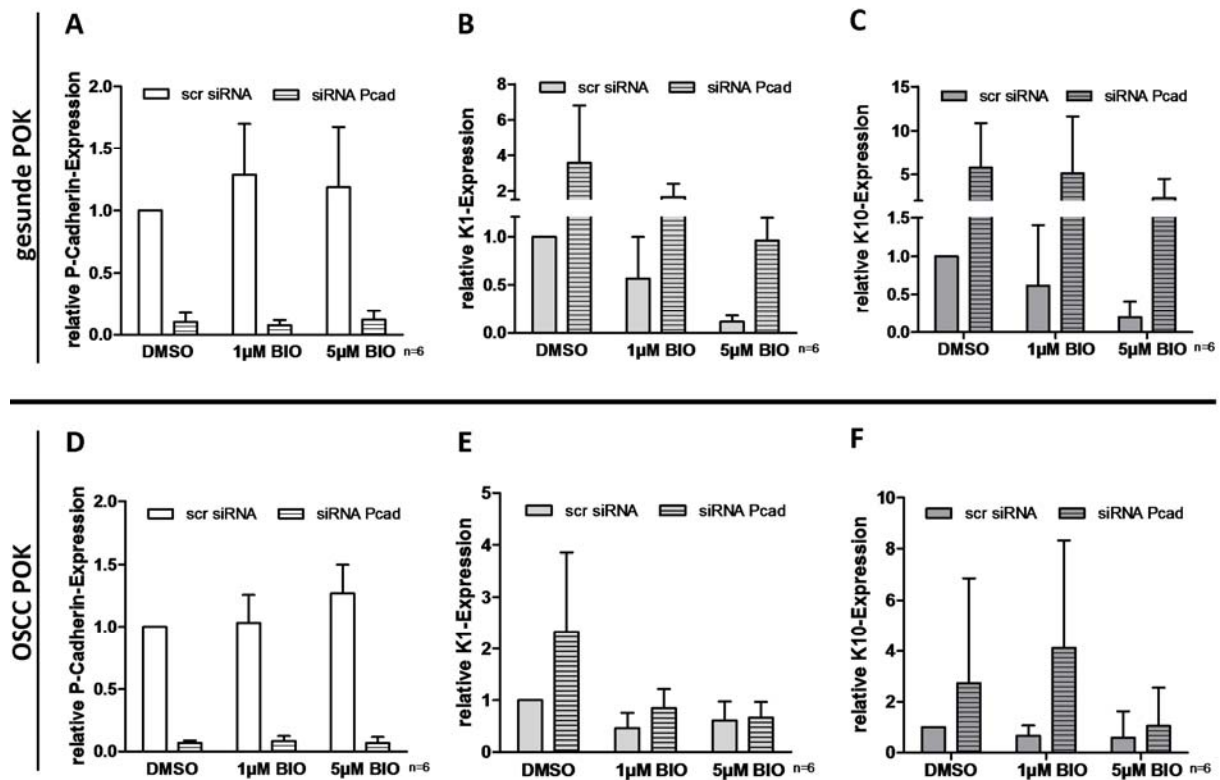 gesunde POK
A
relative P-Cadherin-Expression
2.0
1.5
1.0
0.5
0.0
scr siRNA
siRNA Pcad
DMSO
1µM BIO
5µM BIO
n=6
B
relative K1-Expression
8
6
4
2
1.0
0.5
0.0
scr siRNA
siRNA Pcad
DMSO
1µM BIO
5µM BIO
n=6
C
relative K10-Expression
15
10
5
1.5
1.0
0.5
0.0
scr siRNA
siRNA Pcad
DMSO
1µM BIO
5µM BIO
n=6
OSCC POK
D
relative P-Cadherin-Expression
2.0
1.5
1.0
0.5
0.0
scr siRNA
siRNA Pcad
DMSO
1µM BIO
5µM BIO
n=6
E
relative K1-Expression
5
4
3
2
1
0
scr siRNA
siRNA Pcad
DMSO
1µM BIO
5µM BIO
n=6
F
relative K10-Expression
10
8
6
4
2
0
scr siRNA
siRNA Pcad
DMSO
1µM BIO
5µM BIO
n=6